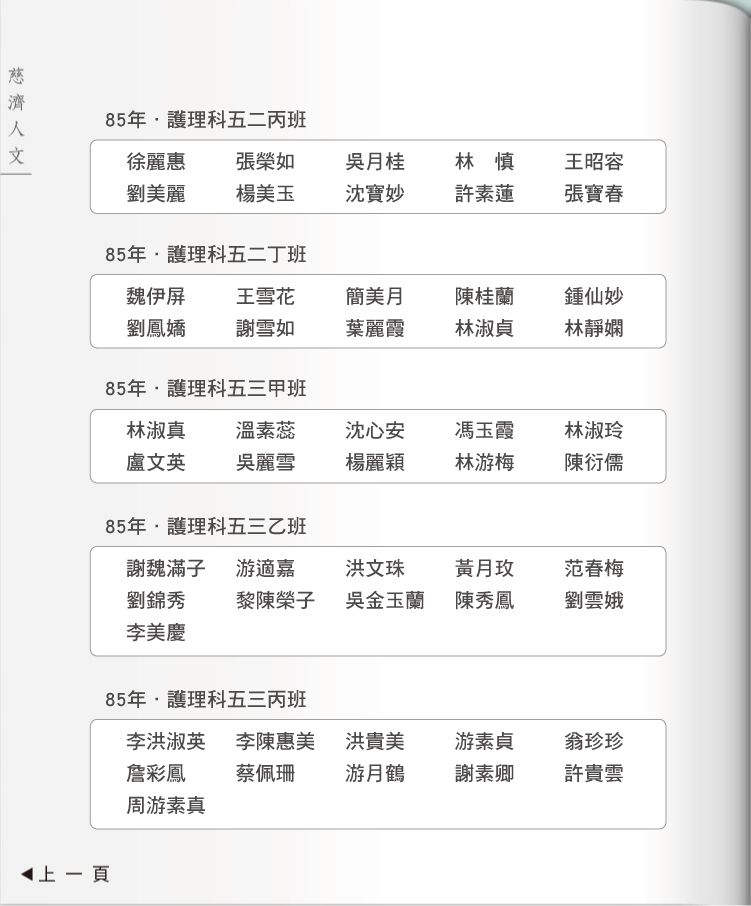 慈濟人文
85年．護理科五二丙班
徐麗惠 張榮如 吳月桂 林 慎 王昭容
劉美麗 楊美玉 沈寶妙 許素蓮 張寶春
85年．護理科五二丁班
魏伊屏 王雪花 簡美月 陳桂蘭 鍾仙妙
劉鳳嬌 謝雪如 葉麗霞 林淑貞 林靜嫻
85年．護理科五三甲班
林淑真 溫素蕊 沈心安 馮玉霞 林淑玲
盧文英 吳麗雪 楊麗穎 林游梅 陳衍儒
85年．護理科五三乙班
謝魏滿子 游適嘉 洪文珠 黃月玫 范春梅
劉錦秀 黎陳榮子 吳金玉蘭 陳秀鳳 劉雲娥
李美慶
85年．護理科五三丙班
李洪淑英 李陳惠美 洪貴美 游素貞 翁珍珍
詹彩鳳 蔡佩珊 游月鶴 謝素卿 許貴雲
周游素真
◀上一頁